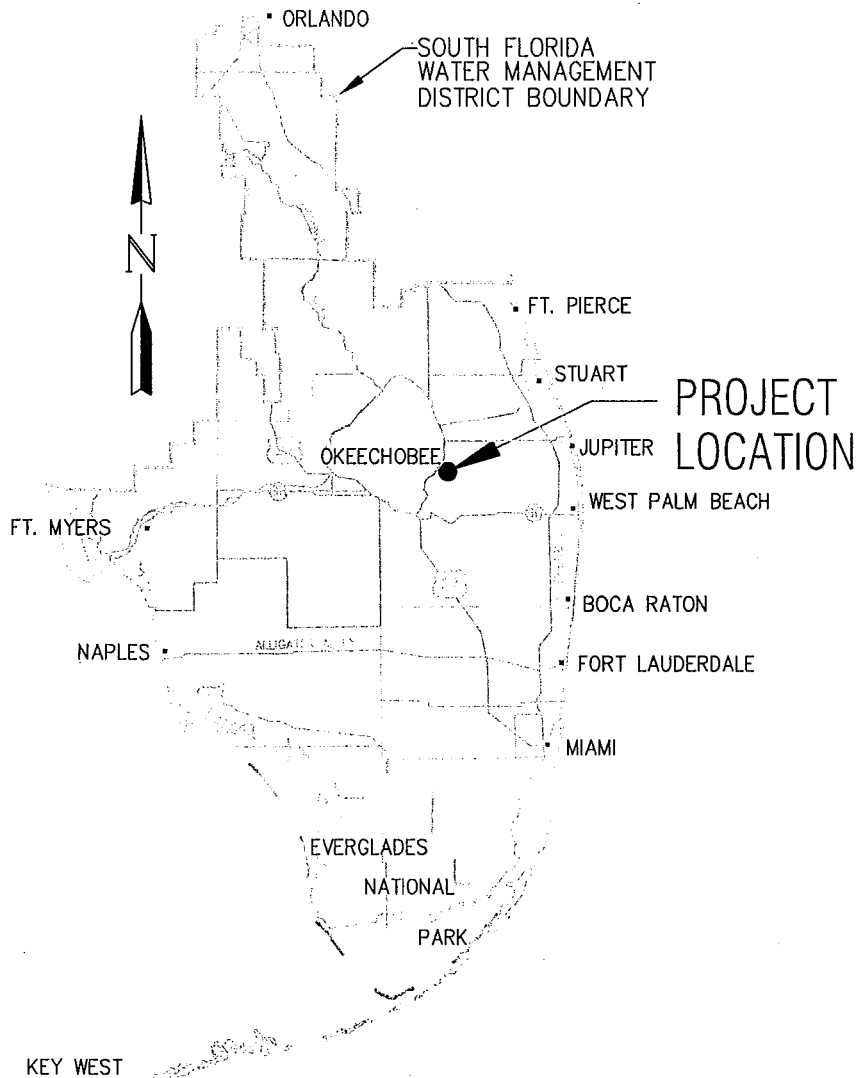 ORLANDO
SOUTH FLORIDA
WATER MANAGEMENT
DISTRICT BOUNDARY
N
FT. PIERCE
STUART
PROJECT
LOCATION
OKEECHOBEE
JUPITER
WEST PALM BEACH
FT. MYERS
BOCA RATON
NAPLES
FORT LAUDERDALE
MIAMI
EVERGLADES
NATIONAL
PARK
KEY WEST